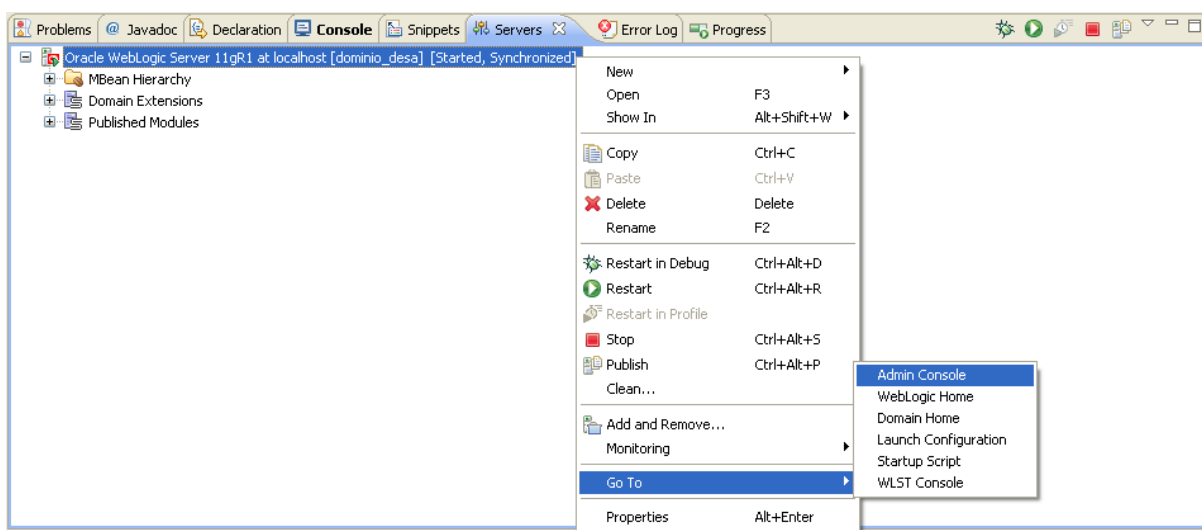 Problems @ Javadoc Declaration Console Snippets Servers Error Log Progress
Oracle WebLogic Server 11gR1 at localhost [dominio_desa] [Started, Synchronized]
MBean Hierarchy
Domain Extensions
Published Modules
New
Open F3
Show In Alt+Shift+W
Copy Ctrl+C
Paste Ctrl+V
Delete Delete
Rename F2
Restart in Debug Ctrl+Alt+D
Restart Ctrl+Alt+R
Restart in Profile
Stop Ctrl+Alt+S
Publish Ctrl+Alt+P
Clean...
Add and Remove...
Monitoring
Go To
Properties Alt+Enter
Admin Console
WebLogic Home
Domain Home
Launch Configuration
Startup Script
WLST Console